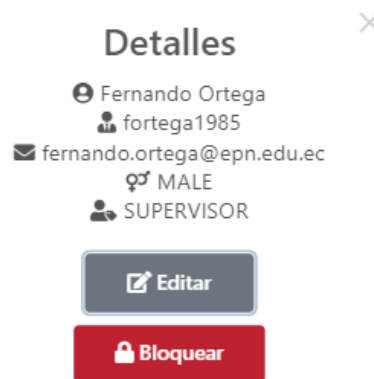 Detalles
Fernando Ortega
fortega1985
fernando.ortega@epn.edu.ec
MALE
SUPERVISOR
Editar
Bloquear